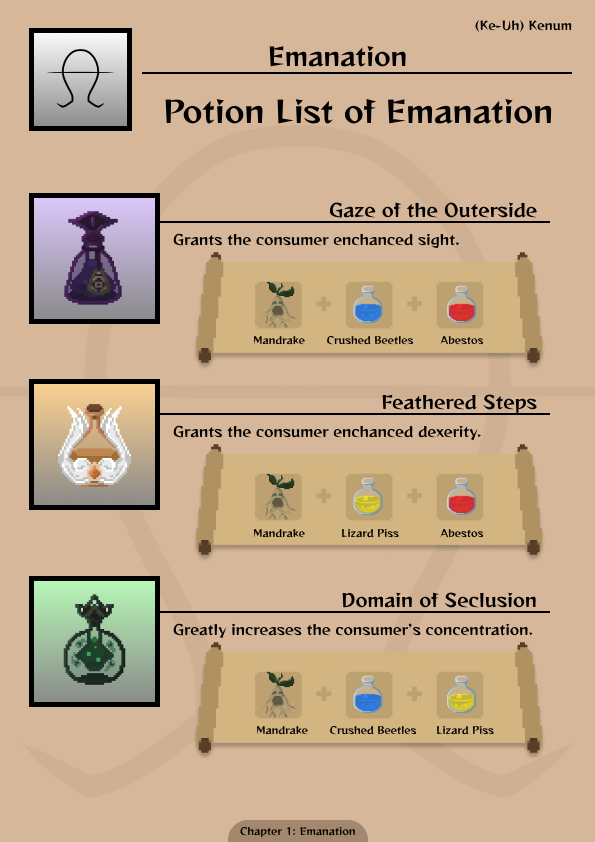 (Ke-Uh) Kenum
Emanation
Potion List of Emanation
Gaze of the Outerside
Grants the consumer enchanced sight.
Mandrake + Crushed Beetles + Abestos
Feathered Steps
Grants the consumer enchanced dexerity.
Mandrake + Lizard Piss + Abestos
Domain of Seclusion
Greatly increases the consumer's concentration.
Mandrake + Crushed Beetles + Lizard Piss
Chapter 1: Emanation